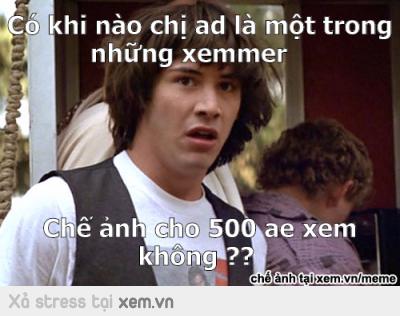 Có khi nào chị ad là một trong
những xemmer
Chế ảnh cho 500 ae xem
không ??
chế ảnh tại xem.vn/meme
Xả stress tại xem.vn